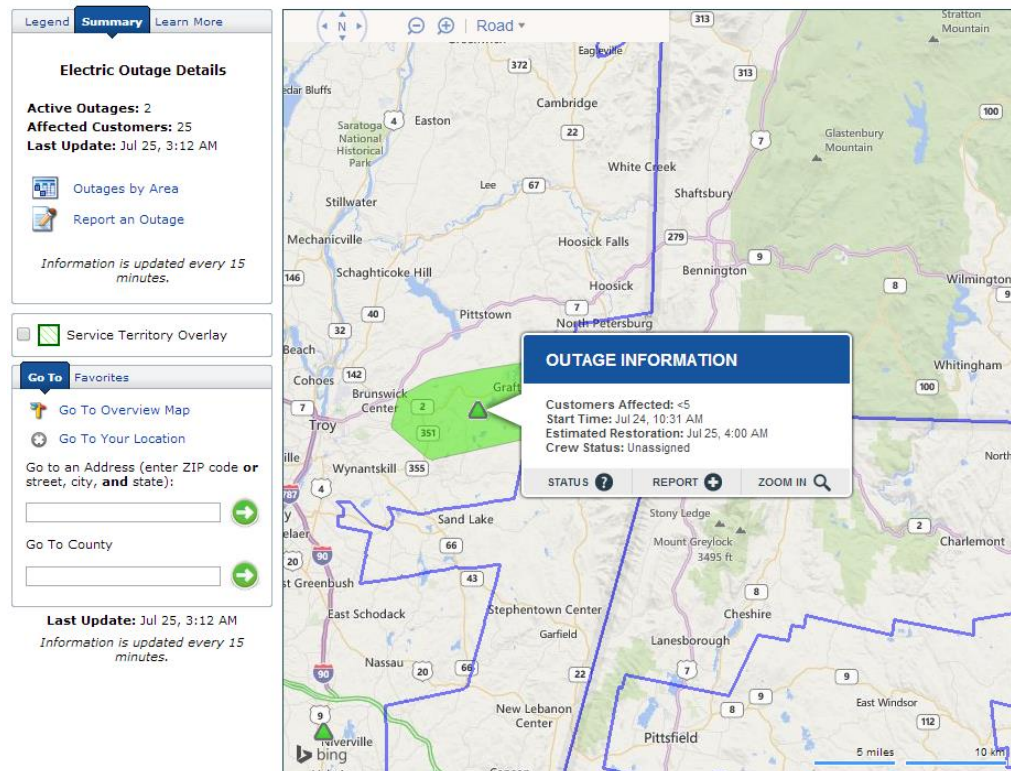 Legend Summary Learn More
Electric Outage Details
Active Outages: 2
Affected Customers: 25
Last Update: Jul 25, 3:12 AM
Outages by Area
Report an Outage
Information is updated every 15
minutes.
Service Territory Overlay
Go To Favorites
Go To Overview Map
Go To Your Location
Go to an Address (enter ZIP code or
street, city, and state):
Go To County
Last Update: Jul 25, 3:12 AM
Information is updated every 15
minutes.
N Road
313
Stratton
Mountain
Eagleville
372
313
edar Bluffs
Cambridge
100
Saratoga
National
Historical
Park
4
Easton
22
7
Glastenbury
Mountain
White Creek
Lee
67
Shaftsbury
Stillwater
Mechanicville
Hoosick Falls
279
9
Bennington
146
Schaghticoke Hill
Hoosick
8
Wilmington
9
40
Pittstown
7
North Petersburg
32
Beach
Cohoes
142
Graft
Whitingham
100
Brunswick
Center
2
7
Troy
351
OUTAGE INFORMATION
Customers Affected: <5
Start Time: Jul 24, 10:31 AM
Estimated Restoration: Jul 25, 4:00 AM
Crew Status: Unassigned
STATUS ? REPORT ZOOM IN
ille
Wynantskill
355
North
787
4
y
Sand Lake
Stony Ledge
2
Charlemont
elaer
66
Mount Greylock
3495 ft
20
90
st Greenbush
43
8
East Schodack
Stephentown Center
Cheshire
Garfield
Lanesborough
Nassau
20
66
22
7
9
90
9
8
East Windsor
112
New Lebanon
Center
9
Niverville
Pittsfield
bing
5 miles
10 km